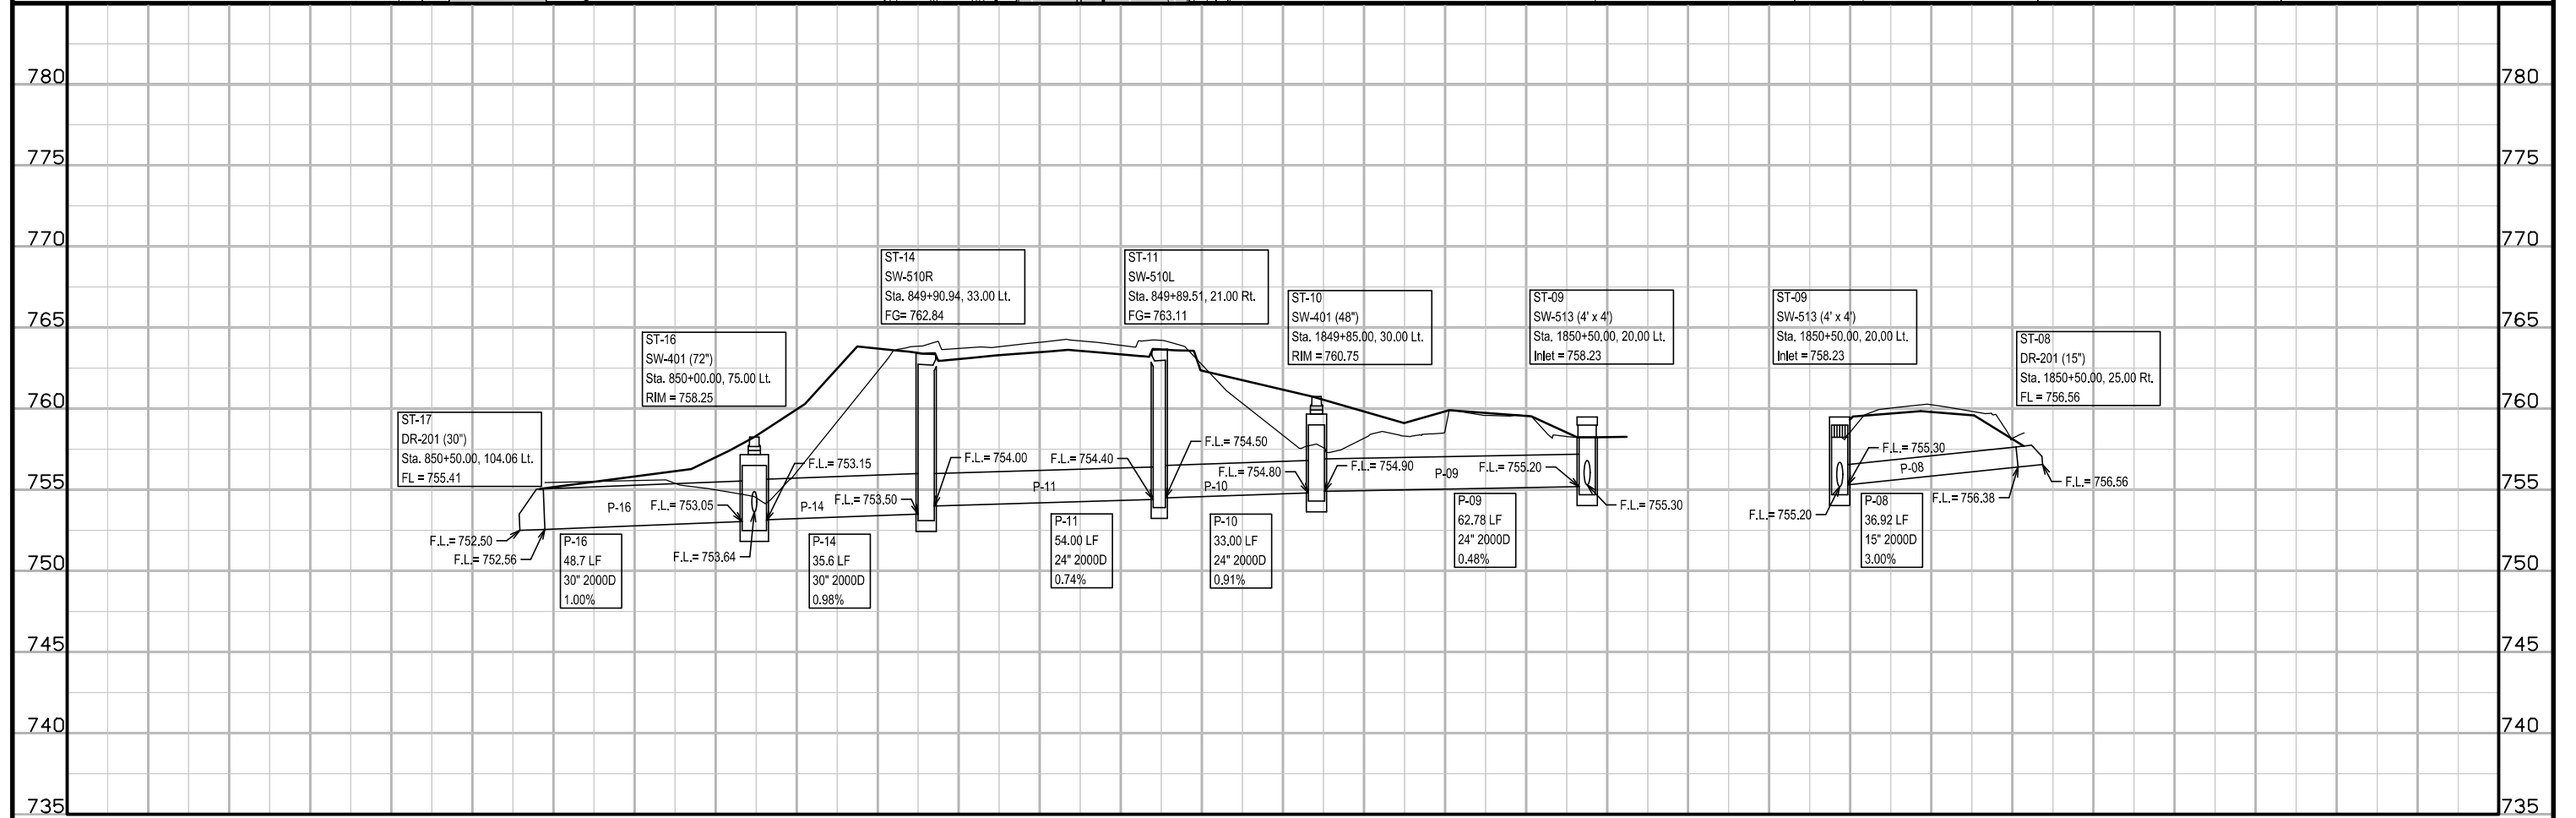 780
775
770
765
760
755
750
745
740
735
ST-17
DR-201 (30")
Sta. 850+50.00, 104.06 Lt.
FL = 755.41
ST-16
SW-401 (72")
Sta. 850+00.00, 75.00 Lt.
RIM = 758.25
ST-14
SW-510R
Sta. 849+90.94, 33.00 Lt.
FG= 762.84
ST-11
SW-510L
Sta. 849+89.51, 21.00 Rt.
FG= 763.11
ST-10
SW-401 (48")
Sta. 1849+85.00, 30.00 Lt.
RIM = 760.75
ST-09
SW-513 (4' x 4')
Sta. 1850+50.00, 20.00 Lt.
Inlet = 758.23
ST-09
SW-513 (4' x 4')
Sta. 1850+50.00, 20.00 Lt.
Inlet = 758.23
ST-08
DR-201 (15")
Sta. 1850+50.00, 25.00 Rt.
FL = 756.56
F.L.= 752.50
F.L.= 752.56
P-16
F.L.= 753.05
F.L.= 753.64
F.L.= 753.15
P-14
F.L.= 753.50
F.L.= 754.00
P-11
F.L.= 754.40
F.L.= 754.50
P-10
F.L.= 754.80
F.L.= 754.90
P-09
F.L.= 755.20
F.L.= 755.30
F.L.= 755.20
F.L.= 755.30
P-08
F.L.= 756.38
F.L.= 756.56
P-16
48.7 LF
30" 2000D
1.00%
P-14
35.6 LF
30" 2000D
0.98%
P-11
54.00 LF
24" 2000D
0.74%
P-10
33.00 LF
24" 2000D
0.91%
P-09
62.78 LF
24" 2000D
0.48%
P-08
36.92 LF
15" 2000D
3.00%
780
775
770
765
760
755
750
745
740
735